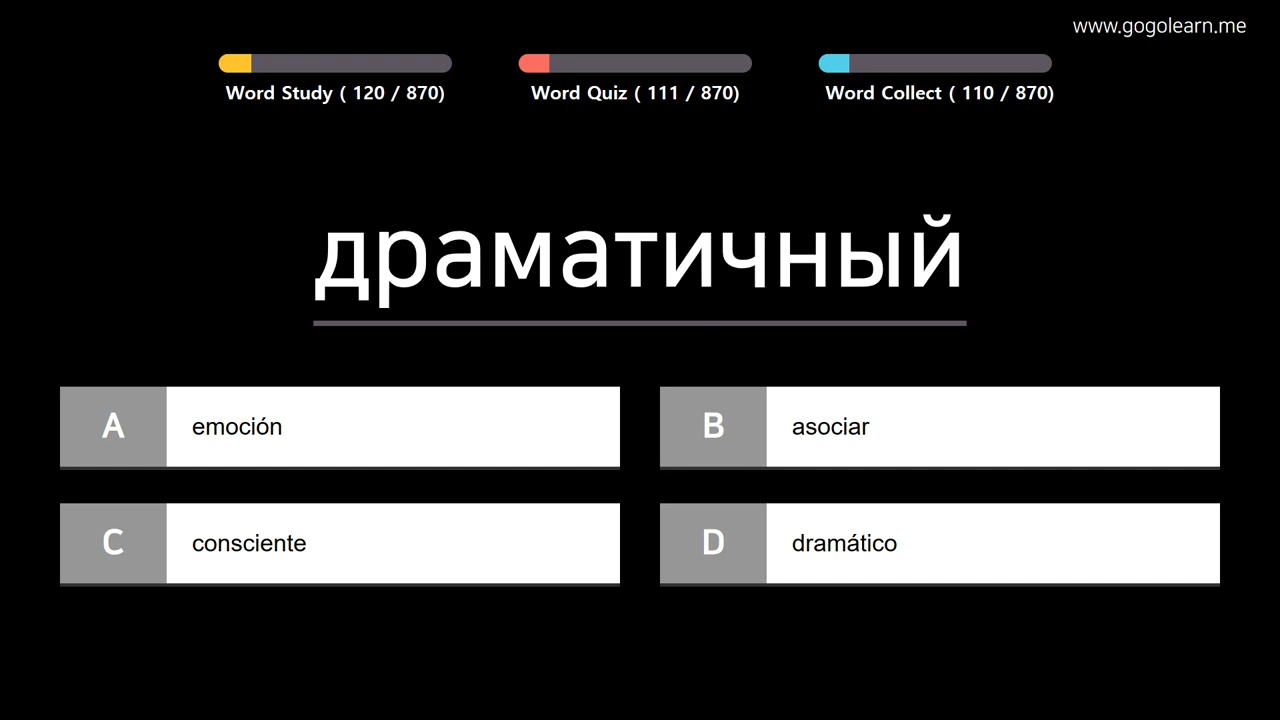 www.gogolearn.me
Word Study ( 120 / 870)
Word Quiz ( 111 / 870)
Word Collect ( 110 / 870)
драматичный
A emoción
B asociar
C consciente
D dramático